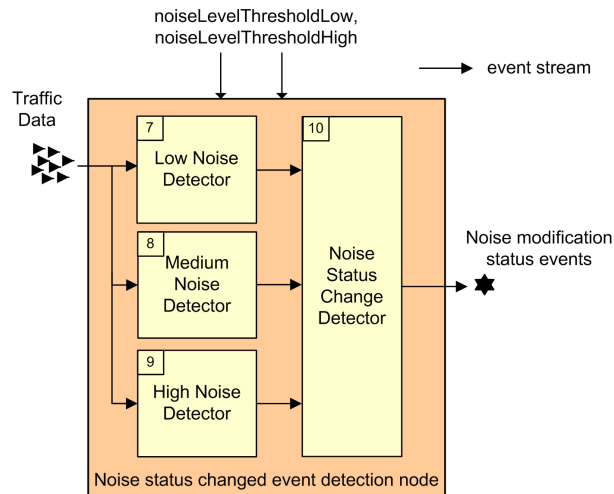 noiseLevelThresholdLow,
noiseLevelThresholdHigh
event stream
Traffic
Data
7
Low Noise
Detector
8
Medium
Noise
Detector
9
High Noise
Detector
10
Noise
Status
Change
Detector
Noise modification
status events
Noise status changed event detection node